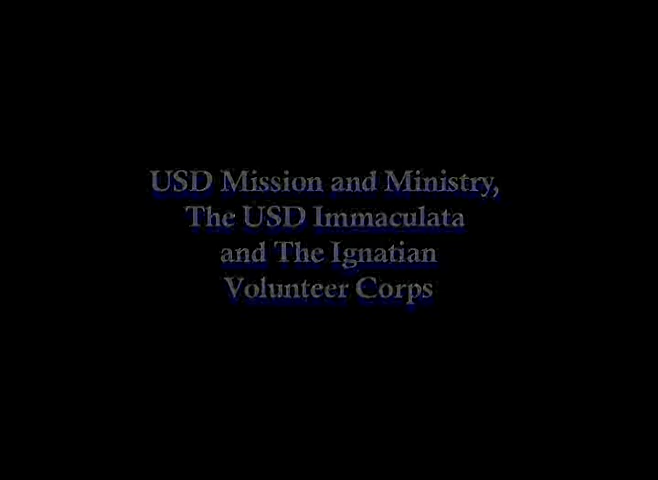 USD Mission and Ministry,
The USD Immaculata
and The Ignatian
Volunteer Corps